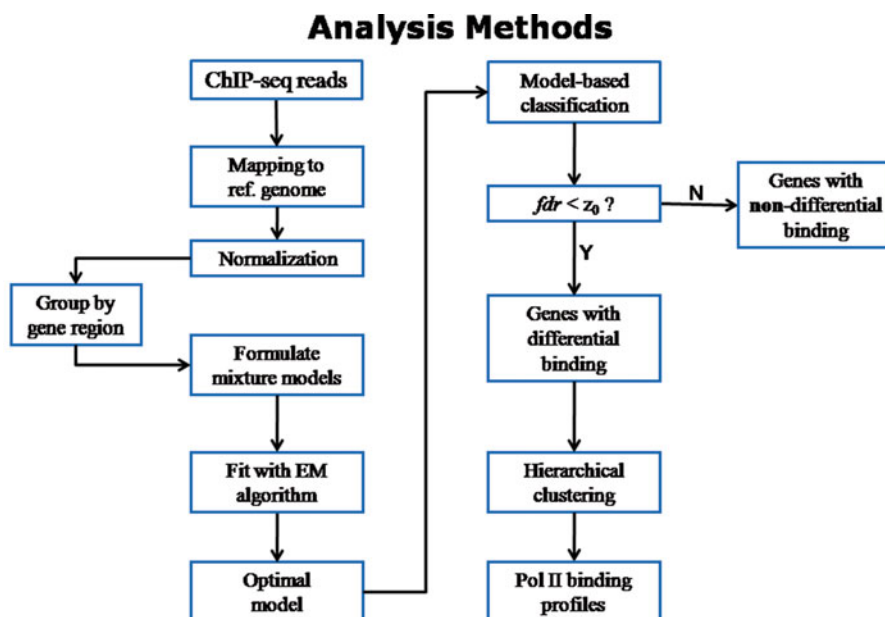 Analysis Methods
ChIP-seq reads
Mapping to
ref. genome
Normalization
Group by
gene region
Formulate
mixture models
Fit with EM
algorithm
Optimal
model
Model-based
classification
fdr < z₀ ?
N
Genes with
non-differential
binding
Y
Genes with
differential
binding
Hierarchical
clustering
Pol II binding
profiles